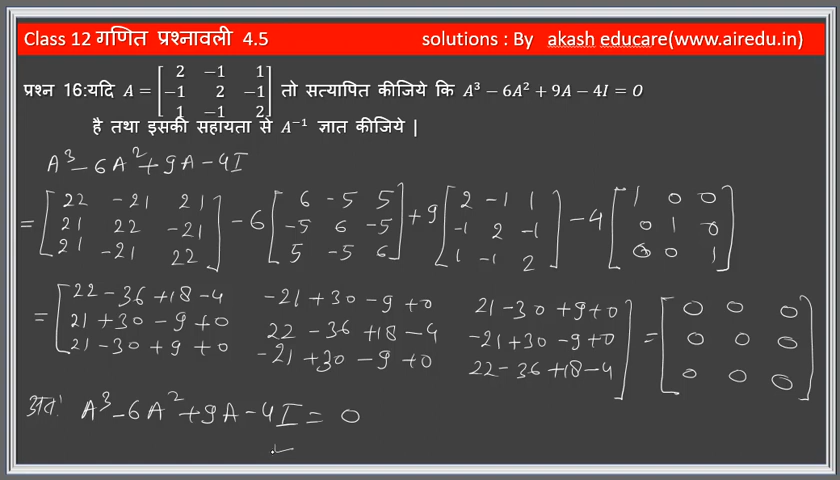 Class 12 गणित प्रश्नावली 4.5 solutions : By akash educare(www.airedu.in)
प्रश्न 16:यदि A = [2 −1 1; −1 2 −1; 1 −1 2] तो सत्यापित कीजिये कि A³ − 6A² + 9A − 4I = O
है तथा इसकी सहायता से A⁻¹ ज्ञात कीजिये |
A³ − 6A² + 9A − 4I
= [22 −21 21; 21 22 −21; 21 −21 22] − 6 [6 −5 5; −5 6 −5; 5 −5 6] + 9 [2 −1 1; −1 2 −1; 1 −1 2] − 4 [1 0 0; 0 1 0; 0 0 1]
= [22 − 36 + 18 − 4 −21 + 30 − 9 + 0 21 − 30 + 9 + 0; 21 + 30 − 9 + 0 22 − 36 + 18 − 4 −21 + 30 − 9 + 0; 21 − 30 + 9 + 0 −21 + 30 − 9 + 0 22 − 36 + 18 − 4] = [0 0 0; 0 0 0; 0 0 0]
अतः A³ − 6A² + 9A − 4I = 0